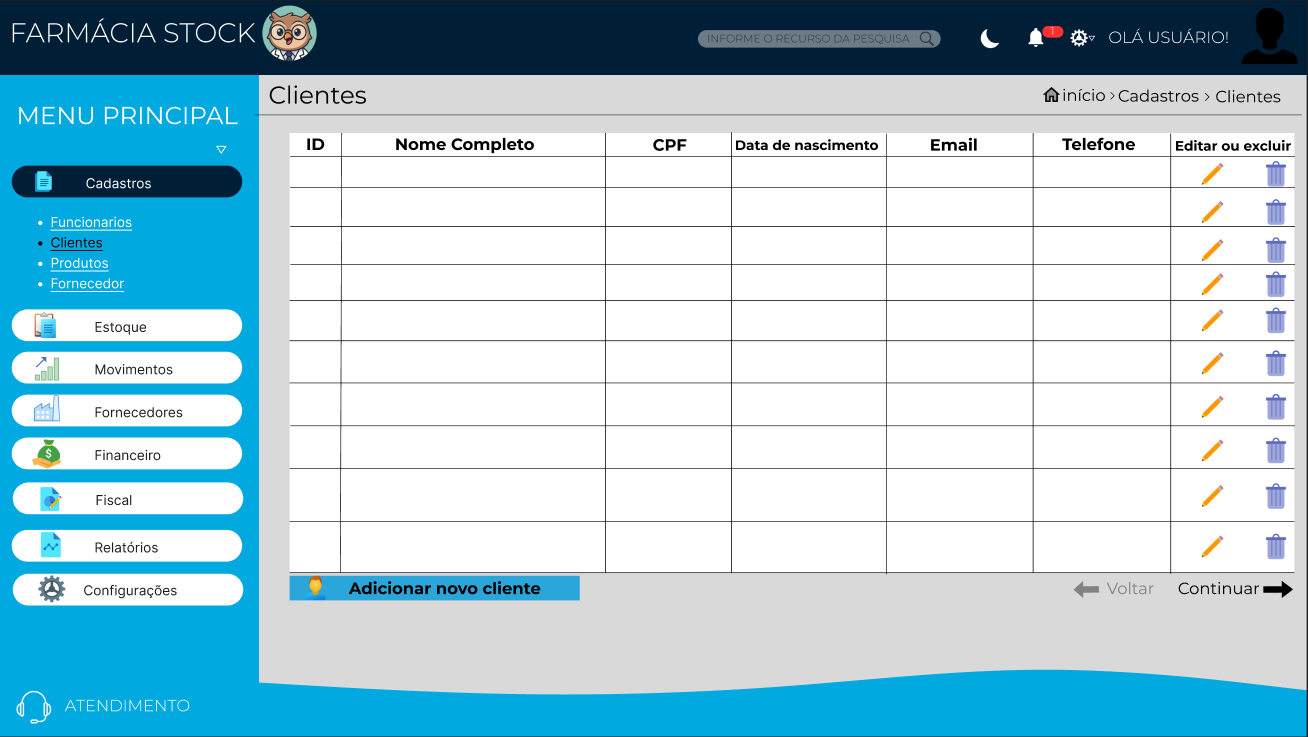 FARMÁCIA STOCK
INFORME O RECURSO DA PESQUISA
1
OLÁ USUÁRIO!
MENU PRINCIPAL
Cadastros
Funcionarios
Clientes
Produtos
Fornecedor
Estoque
Movimentos
Fornecedores
Financeiro
Fiscal
Relatórios
Configurações
ATENDIMENTO
Clientes
início › Cadastros › Clientes
ID Nome Completo CPF Data de nascimento Email Telefone Editar ou excluir
Adicionar novo cliente
Voltar Continuar